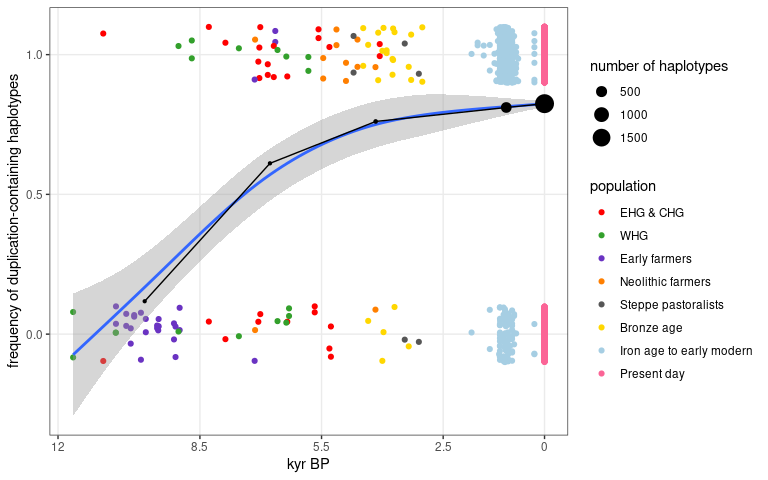 frequency of duplication-containing haplotypes
1.0
0.5
0.0
12
8.5
5.5
2.5
0
kyr BP
number of haplotypes
500
1000
1500
population
EHG & CHG
WHG
Early farmers
Neolithic farmers
Steppe pastoralists
Bronze age
Iron age to early modern
Present day